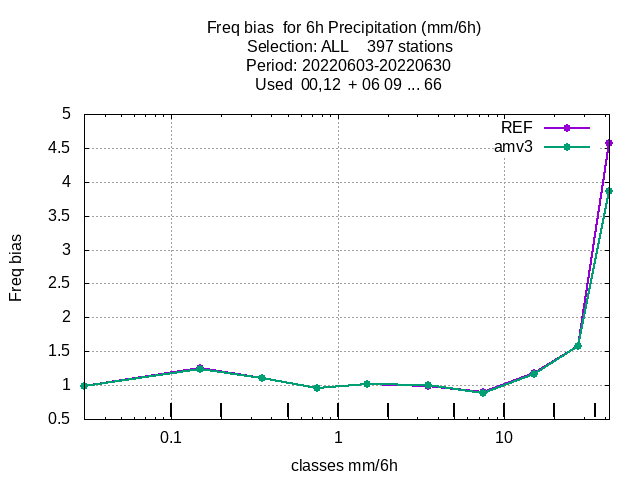 Freq bias  for 6h Precipitation (mm/6h)
Selection: ALL    397 stations
Period: 20220603-20220630
Used  00,12  + 06 09 ... 66
5
4.5
4
3.5
3
2.5
2
1.5
1
0.5
Freq bias
REF
amv3
0.1
1
10
classes mm/6h